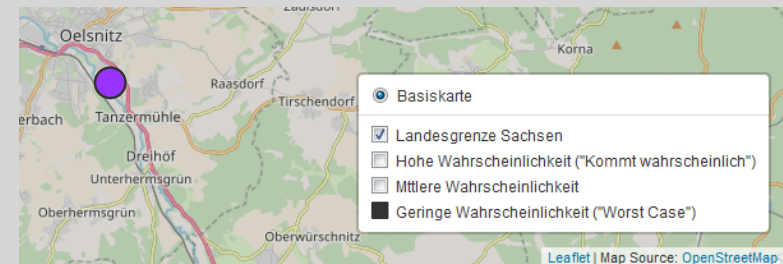 Oelsnitz
Korna
Raasdorf
Tirschendorf
erbach
Tanzermühle
Dreihöf
Unterhermsgrün
Oberhermsgrün
Oberwürschnitz
Basiskarte
Landesgrenze Sachsen
Hohe Wahrscheinlichkeit ("Kommt wahrscheinlich")
Mttlere Wahrscheinlichkeit
Geringe Wahrscheinlichkeit ("Worst Case")
Leaflet | Map Source: OpenStreetMap